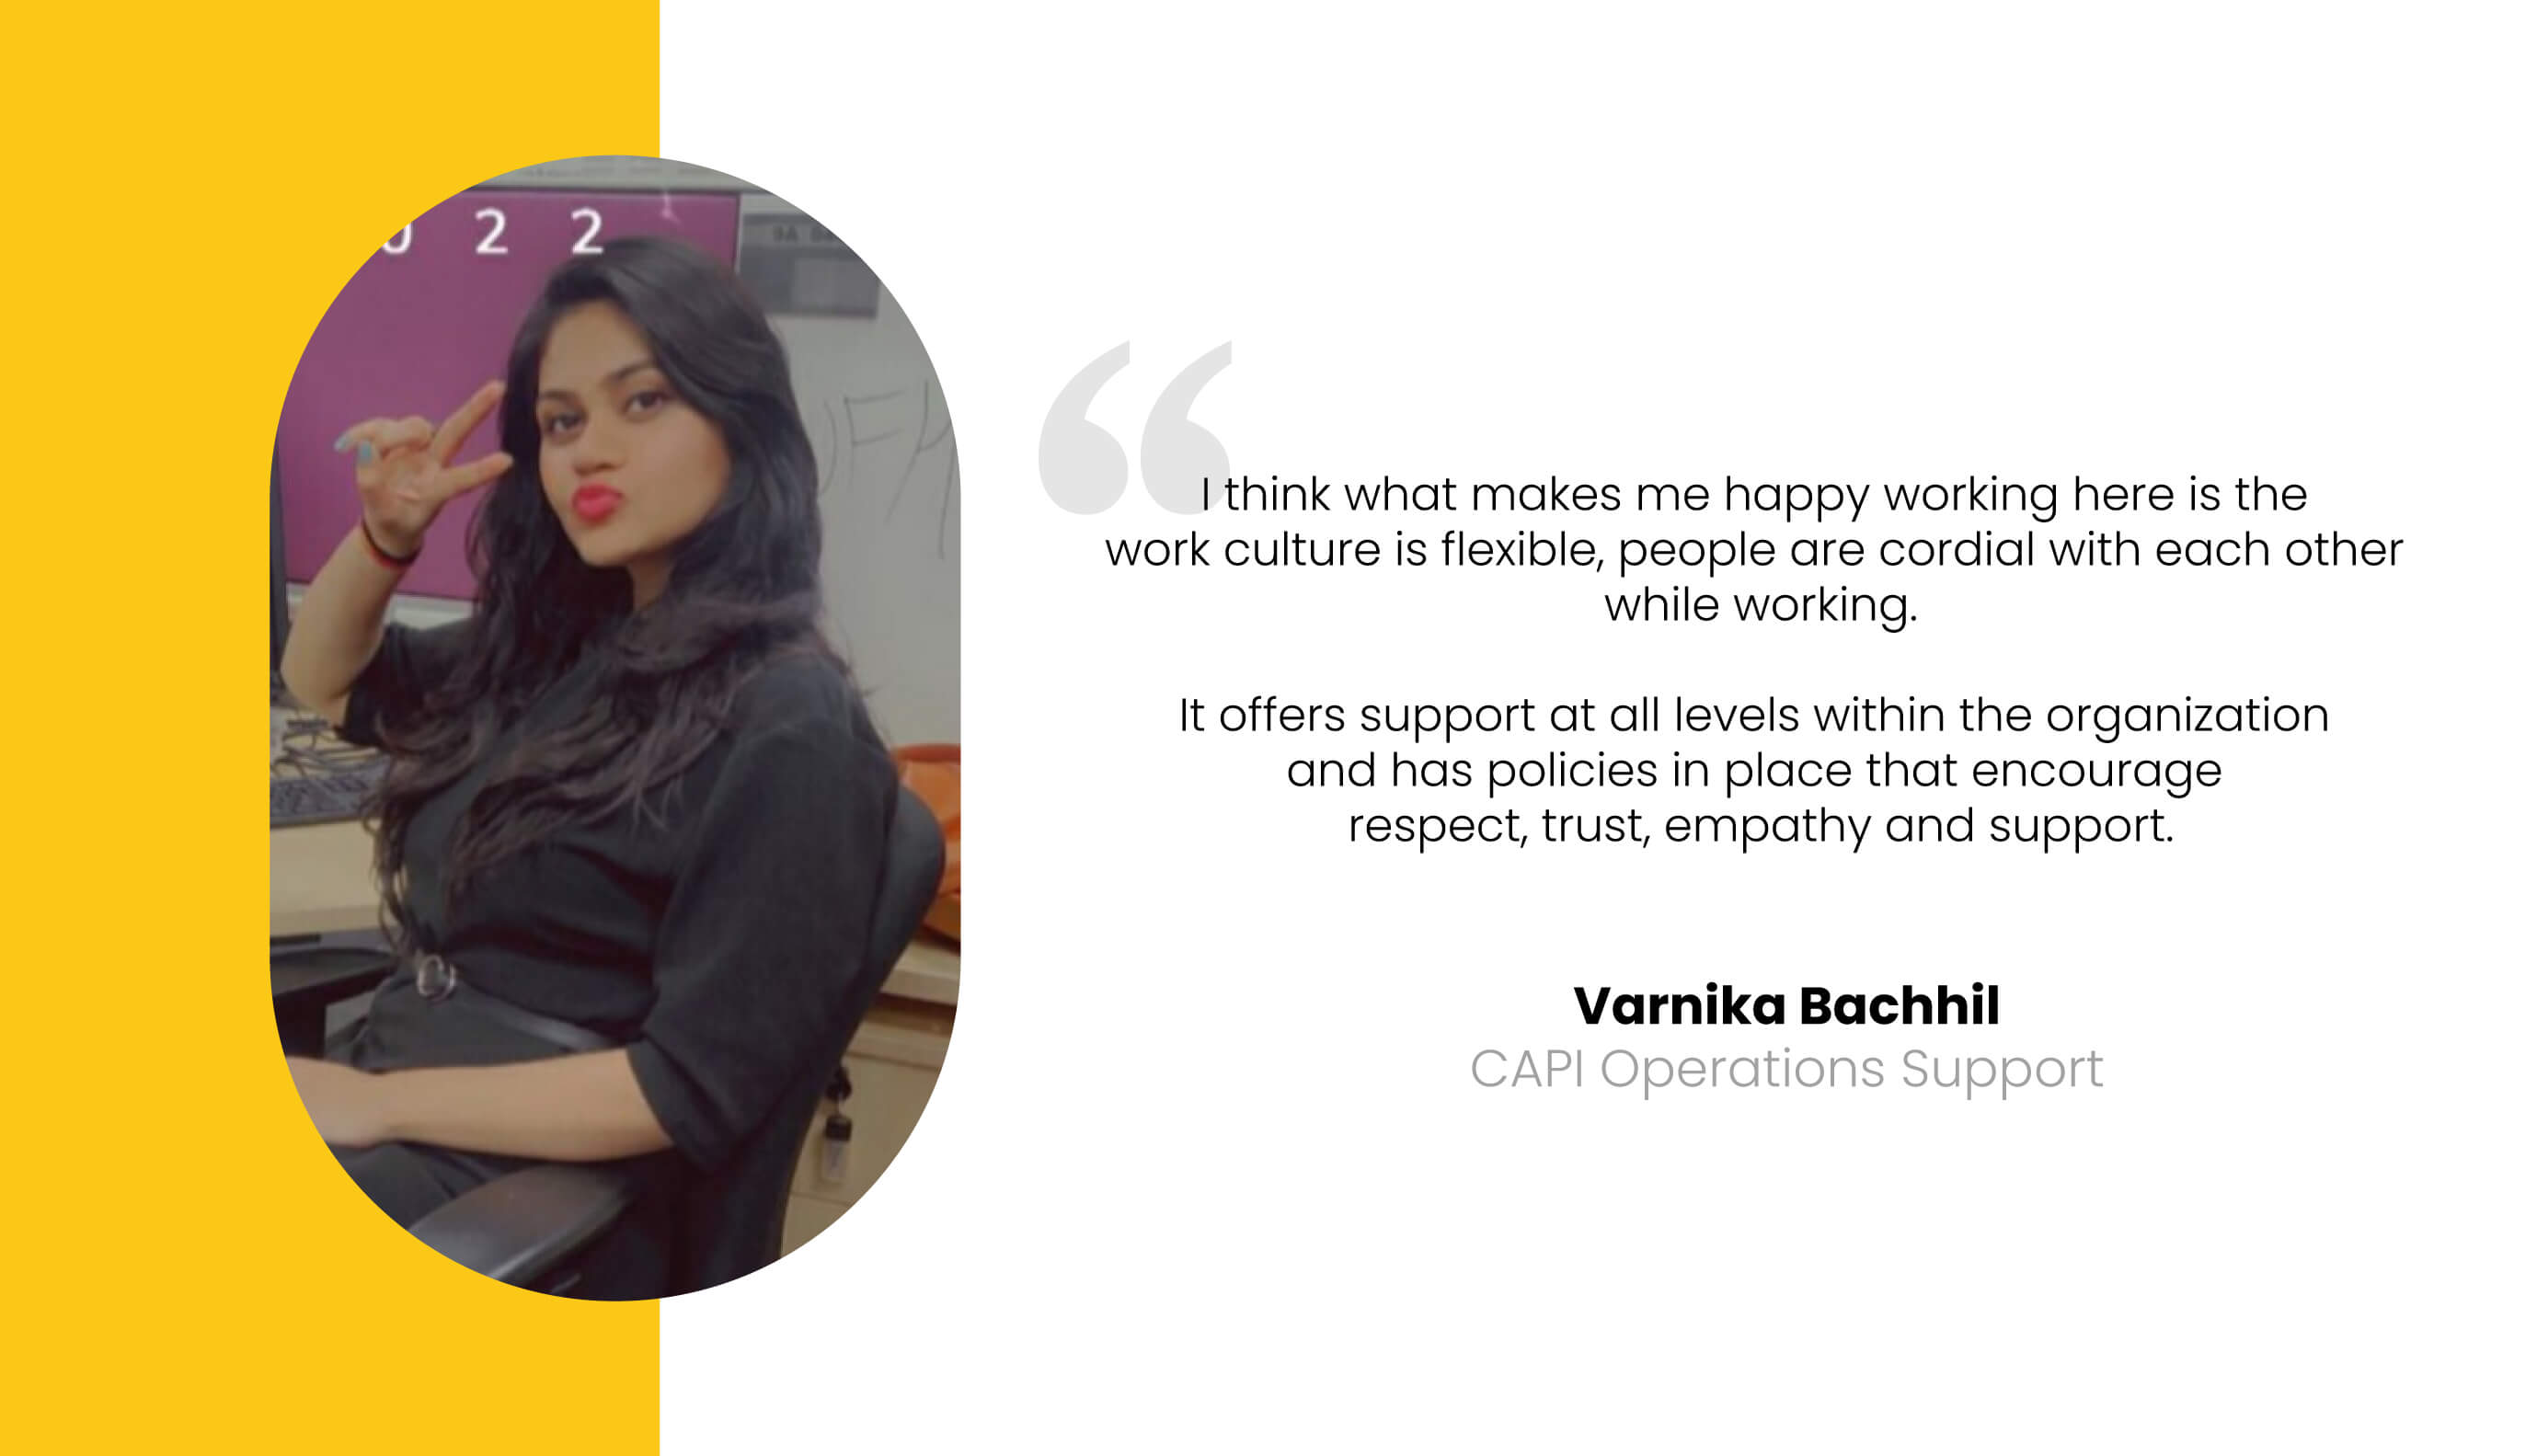 2 2
I think what makes me happy working here is the
work culture is flexible, people are cordial with each other
while working.
It offers support at all levels within the organization
and has policies in place that encourage
respect, trust, empathy and support.
Varnika Bachhil
CAPI Operations Support